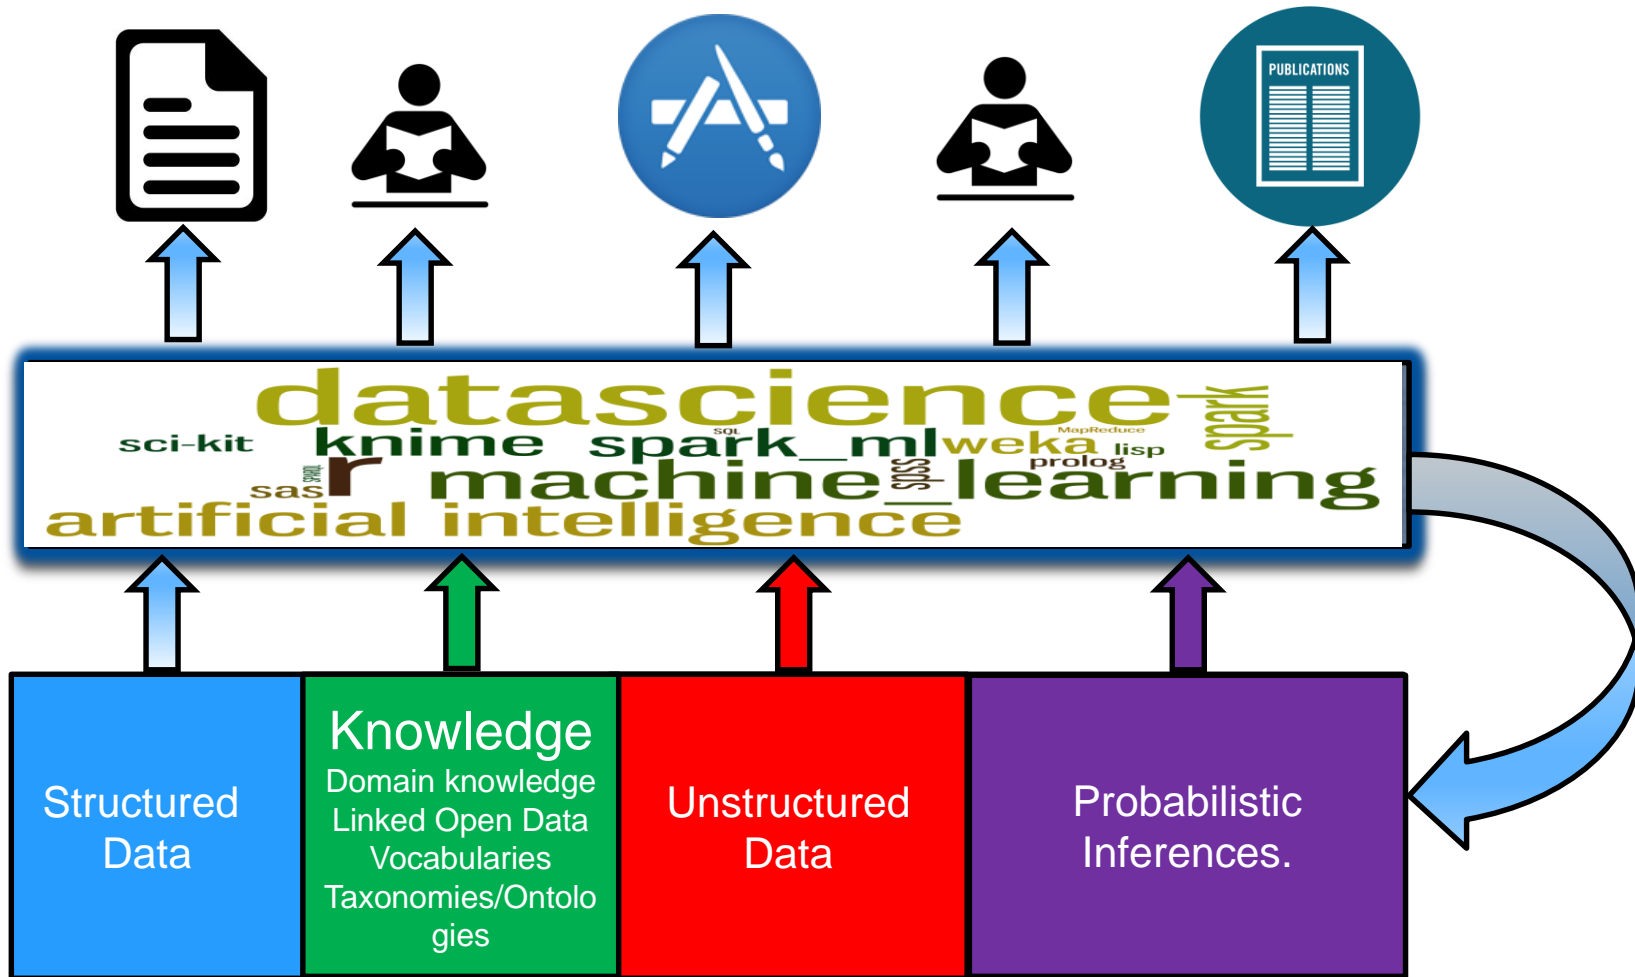 PUBLICATIONS
datascience
spark
sci-kit
knime
SQL
spark_ml
weka
MapReduce
lisp
sas
r
machine_learning
spss
prolog
artificial intelligence
Structured
Data
Knowledge
Domain knowledge
Linked Open Data
Vocabularies
Taxonomies/Ontolo
gies
Unstructured
Data
Probabilistic
Inferences.